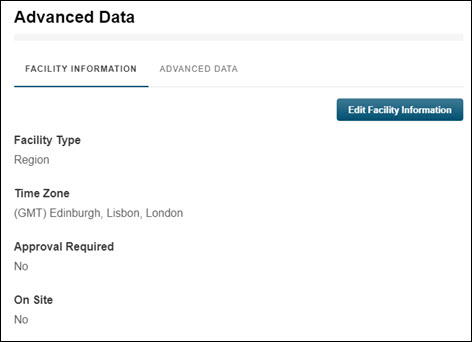 Advanced Data
FACILITY INFORMATION ADVANCED DATA
Edit Facility Information
Facility Type
Region
Time Zone
(GMT) Edinburgh, Lisbon, London
Approval Required
No
On Site
No